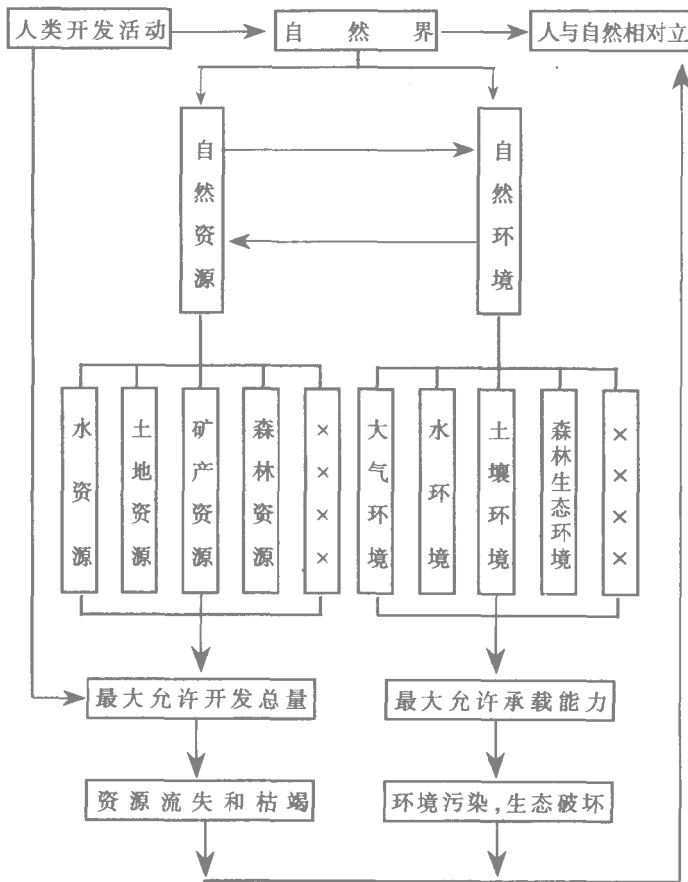 人类开发活动
自然界
人与自然相对立
自然资源
自然环境
水资源
土地资源
矿产资源
森林资源
××××
大气环境
水环境
土壤环境
森林生态环境
××××
最大允许开发总量
最大允许承载能力
资源流失和枯竭
环境污染,生态破坏